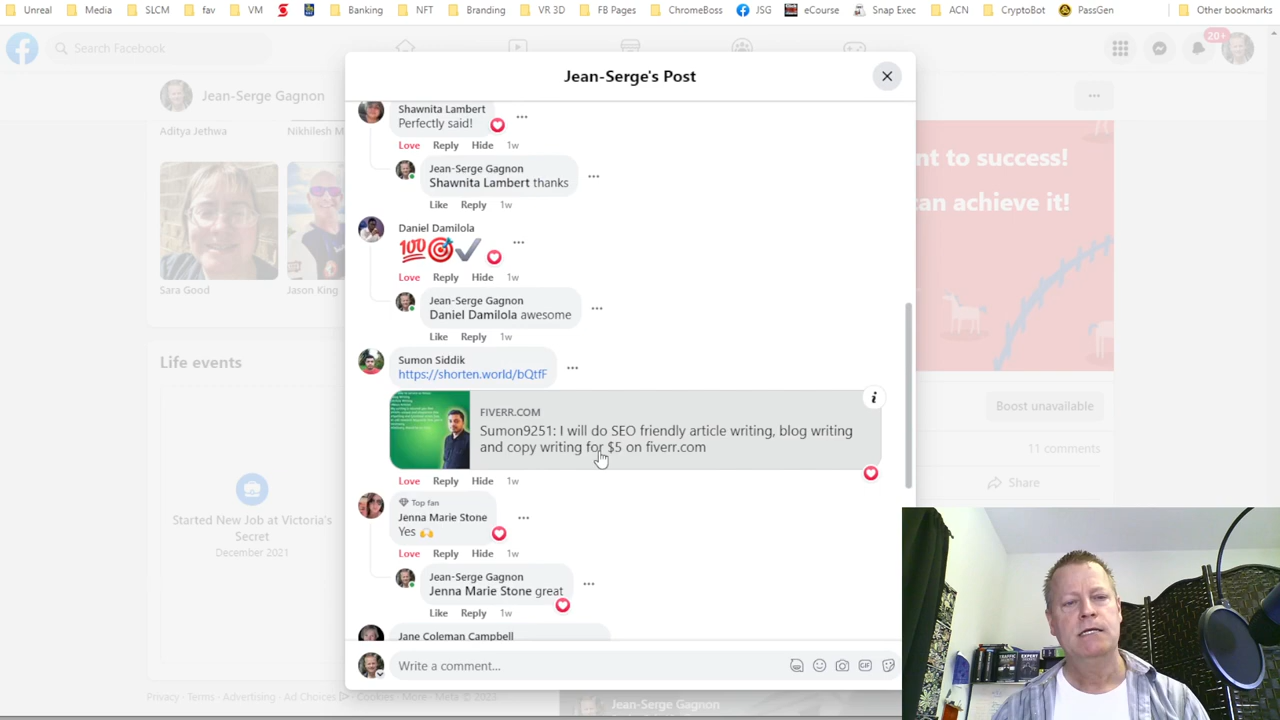 Unreal Media SLCM fav VM Banking NFT Branding VR 3D FB Pages ChromeBoss JSG eCourse Snap Exec ACN CryptoBot PassGen Other bookmarks
Search Facebook
20+
Jean-Serge Gagnon
Aditya Jethwa
Nikhilesh M
Sara Good
Jason King
Life events
Started New Job at Victoria's
Secret
December 2021
Privacy · Terms · Advertising · Ad Choices · Cookies · More · Meta © 2023
Jean-Serge's Post
Shawnita Lambert
Perfectly said!
Love Reply Hide 1w
Jean-Serge Gagnon
Shawnita Lambert thanks
Like Reply 1w
Daniel Damilola
💯🎯✔️
Love Reply Hide 1w
Jean-Serge Gagnon
Daniel Damilola awesome
Like Reply 1w
Sumon Siddik
https://shorten.world/bQtfF
FIVERR.COM
Sumon9251: I will do SEO friendly article writing, blog writing
and copy writing for $5 on fiverr.com
Love Reply Hide 1w
Top fan
Jenna Marie Stone
Yes 🙌
Love Reply Hide 1w
Jean-Serge Gagnon
Jenna Marie Stone great
Like Reply 1w
Jane Coleman Campbell
Write a comment...
nt to success!
can achieve it!
Boost unavailable
11 comments
Share
Jean-Serge Gagnon